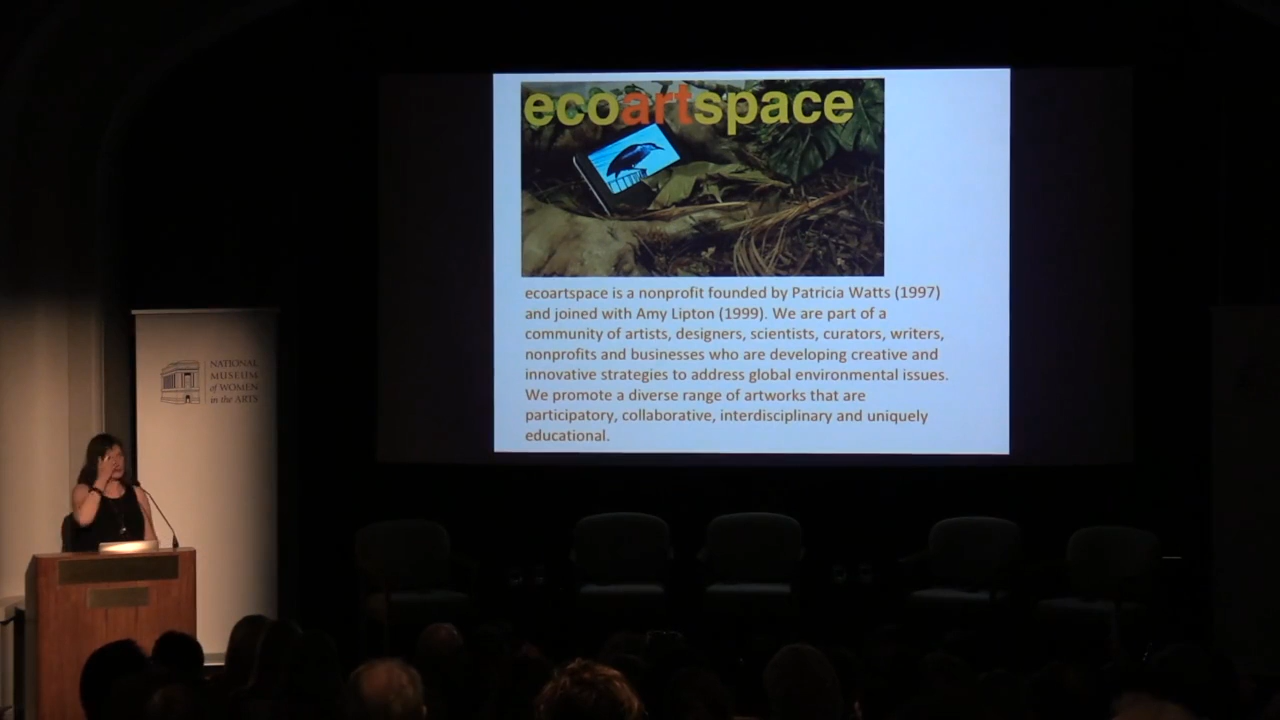 ecoartspace
ecoartspace is a nonprofit founded by Patricia Watts (1997)
and joined with Amy Lipton (1999). We are part of a
community of artists, designers, scientists, curators, writers,
nonprofits and businesses who are developing creative and
innovative strategies to address global environmental issues.
We promote a diverse range of artworks that are
participatory, collaborative, interdisciplinary and uniquely
educational.
NATIONAL
MUSEUM
of WOMEN
in the ARTS